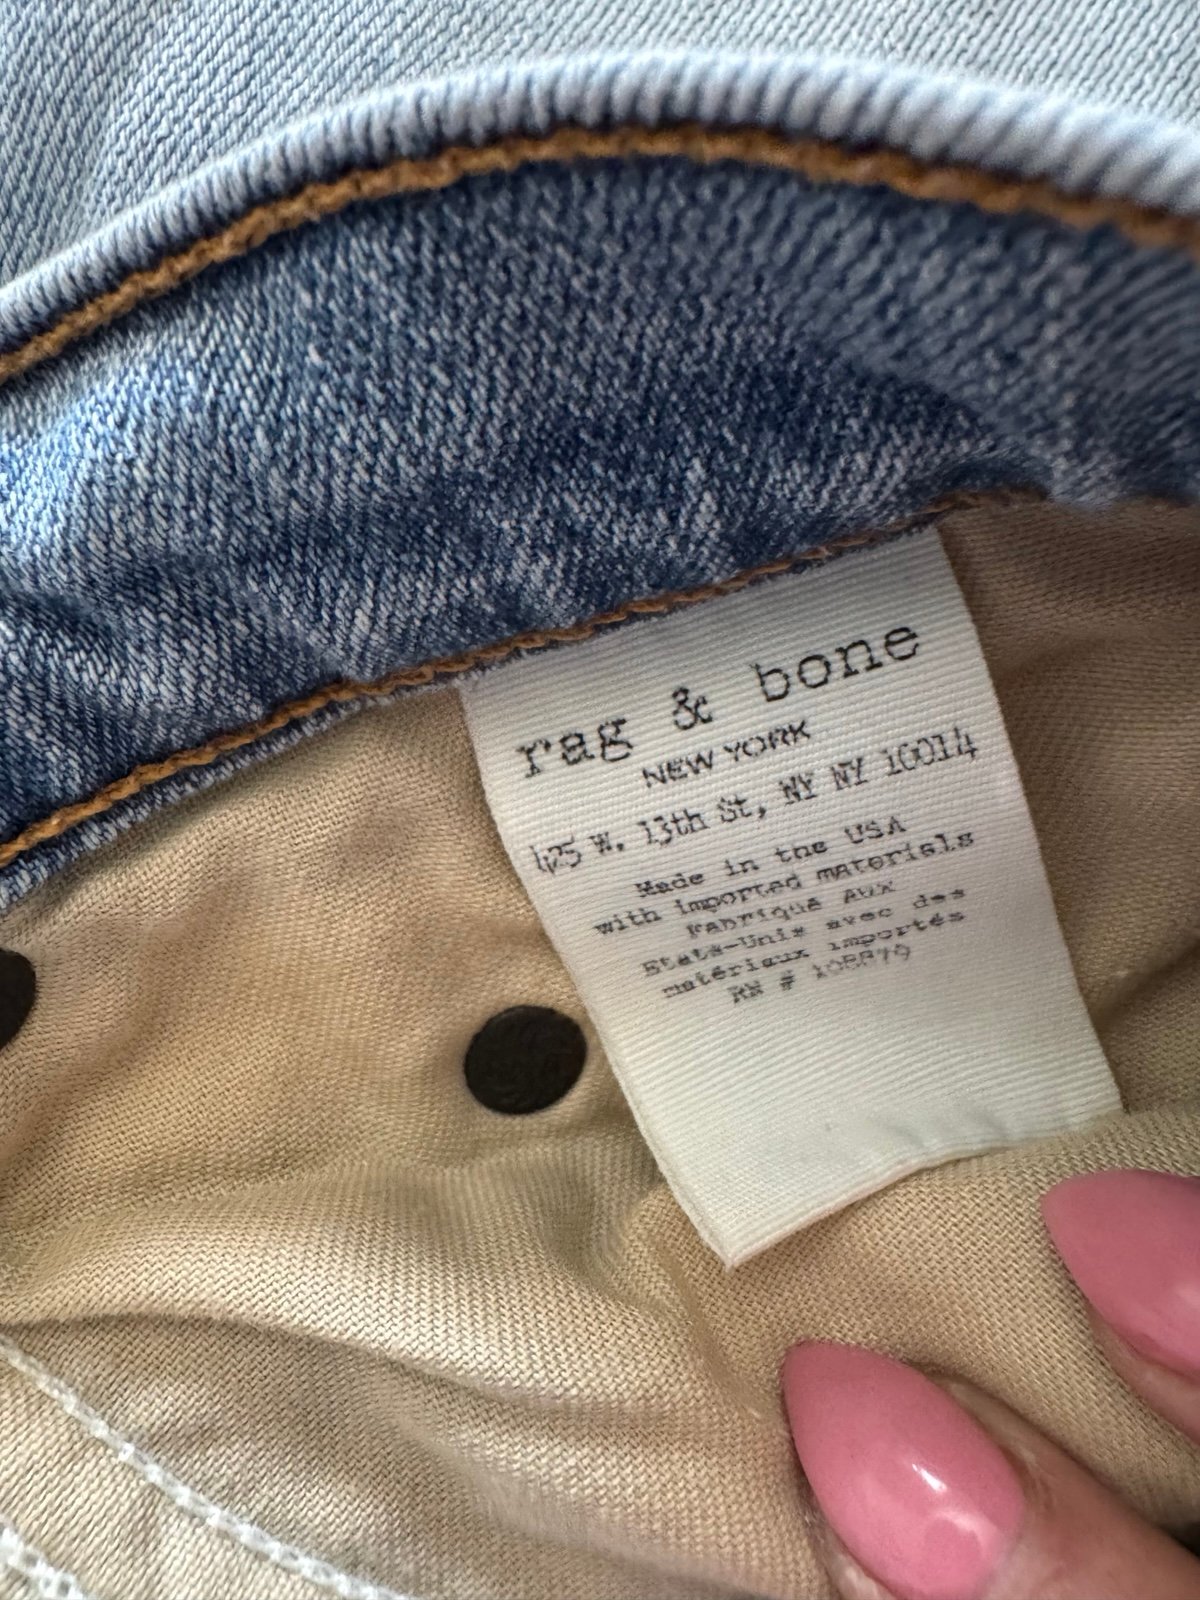 rag & bone
NEW YORK
425 W. 13th St, NY NY 10014
Made in the USA
with imported materials
Fabriqué Aux
États-Unis avec des
matériaux importés
RN # 108879